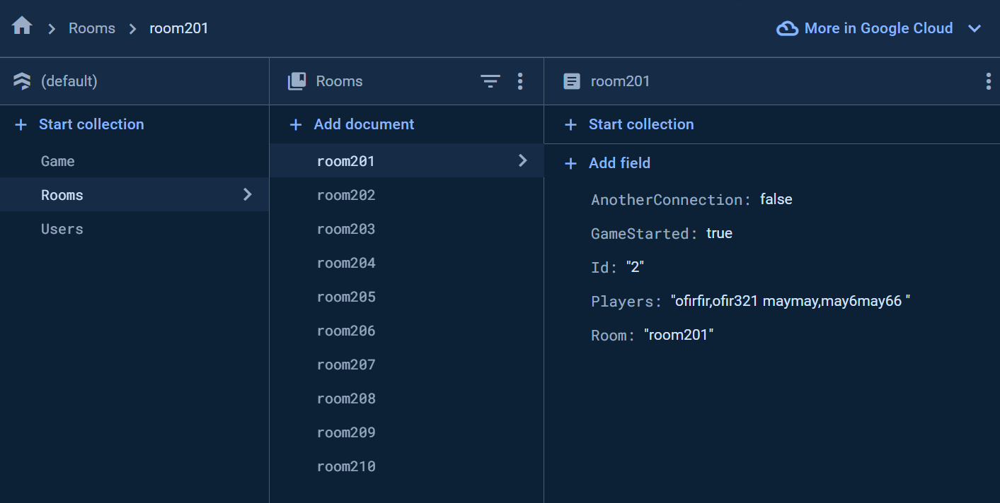 Rooms room201 More in Google Cloud
(default)
Start collection
Game
Rooms
Users
Rooms
Add document
room201
room202
room203
room204
room205
room206
room207
room208
room209
room210
room201
Start collection
Add field
AnotherConnection: false
GameStarted: true
Id: "2"
Players: "ofirfir,ofir321 maymay,may6may66 "
Room: "room201"